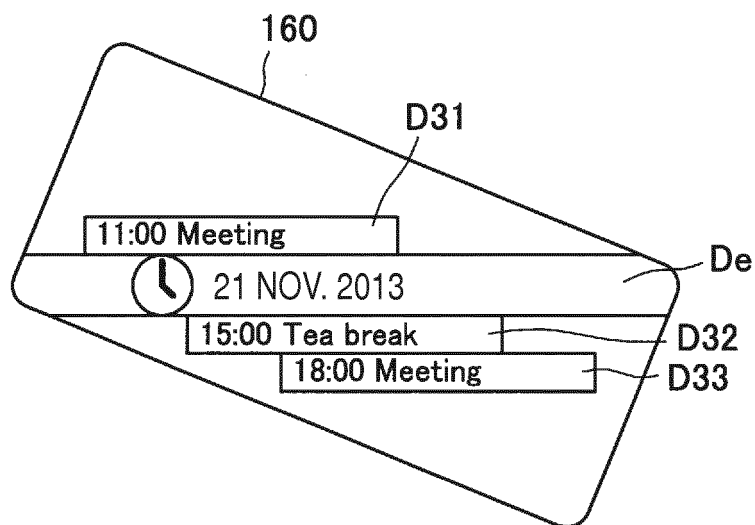 160
D31
11:00 Meeting
De
21 NOV. 2013
15:00 Tea break
D32
18:00 Meeting
D33